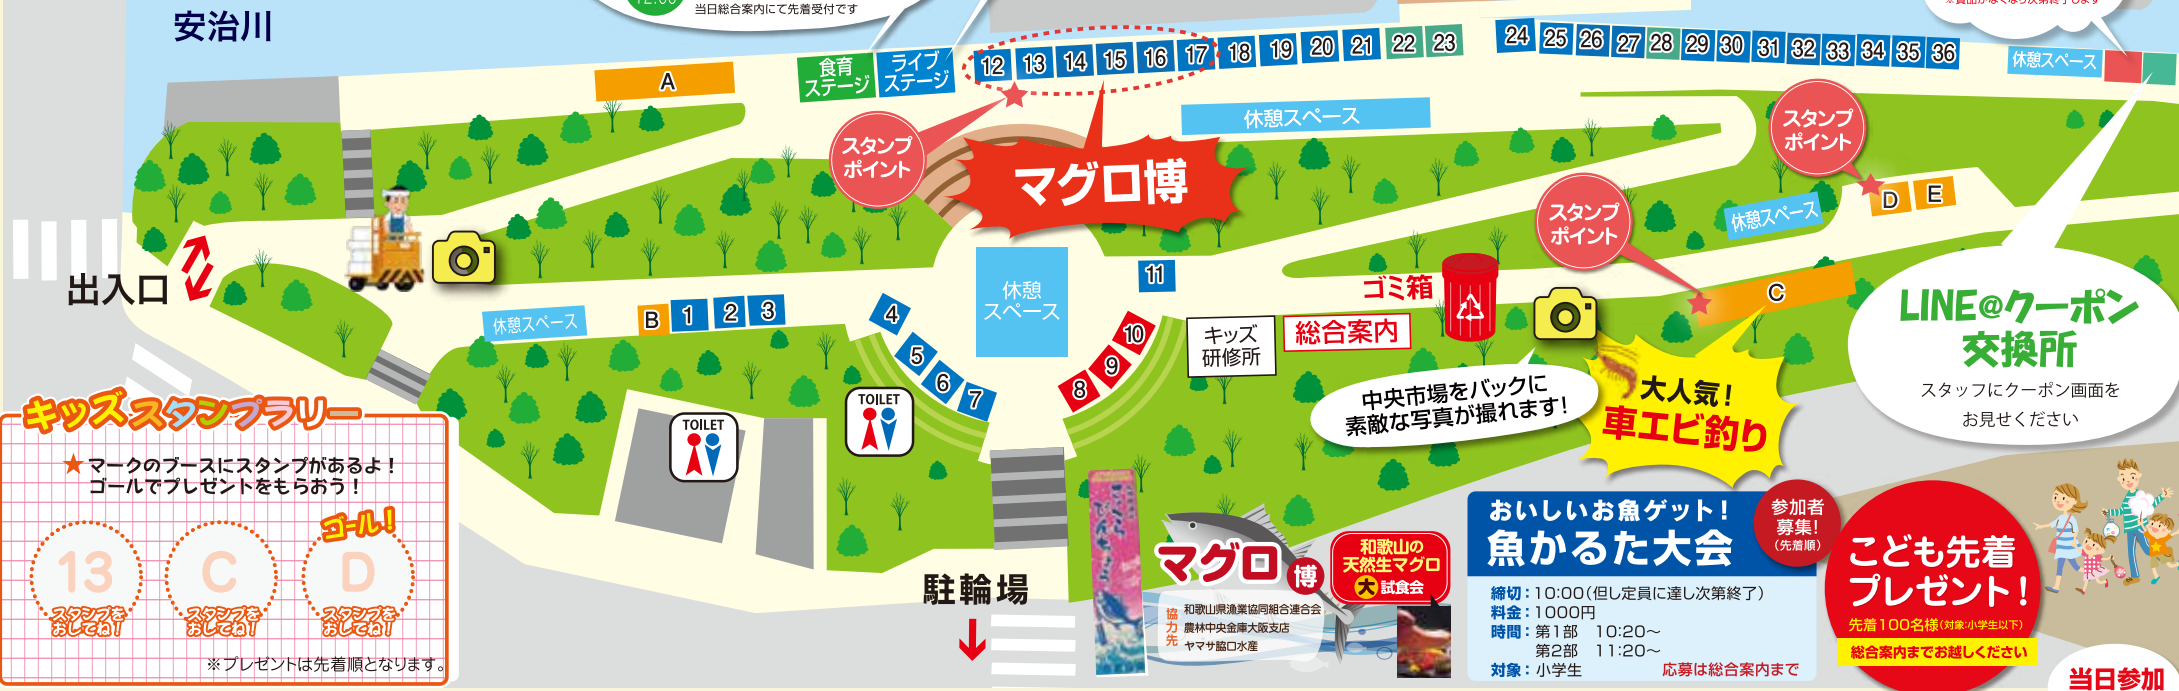 当日総合案内にて先着受付です
安治川
A
食育
ステージ
ライブ
ステージ
12 13 14 15 16 17 18 19 20 21 22 23
24 25 26 27 28 29 30 31 32 33 34 35 36
休憩スペース
休憩スペース
スタンプ
ポイント
マグロ博
スタンプ
ポイント
スタンプ
ポイント
休憩スペース
D E
出入口
休憩スペース
B 1 2 3
4
5
6
7
休憩
スペース
8
9
10
11
キッズ
研修所
総合案内
ゴミ箱
C
LINE@クーポン
交換所
スタッフにクーポン画面を
お見せください
中央市場をバックに
素敵な写真が撮れます!
大人気!
車エビ釣り
TOILET
TOILET
キッズスタンプラリー
★マークのブースにスタンプがあるよ!
ゴールでプレゼントをもらおう!
ゴール!
13 C D
スタンプを
おしてね!
スタンプを
おしてね!
スタンプを
おしてね!
※プレゼントは先着順となります。
駐輪場
マグロ博
和歌山の
天然生マグロ
大試食会
協力先
和歌山県漁業協同組合連合会
農林中央金庫大阪支店
ヤマサ脇口水産
おいしいお魚ゲット!
魚かるた大会
参加者
募集!
(先着順)
締切:10:00(但し定員に達し次第終了)
料金:1000円
時間:第1部 10:20～
第2部 11:20～
対象:小学生
応募は総合案内まで
こども先着
プレゼント!
先着100名様(対象:小学生以下)
総合案内までお越しください
当日参加